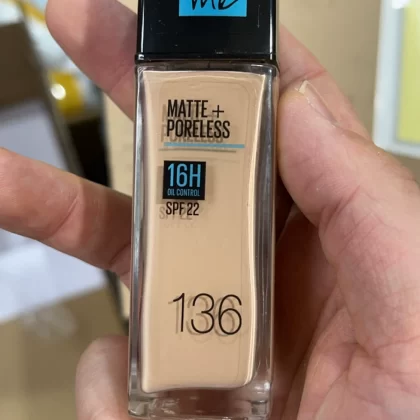 MATTE +
PORELESS
16H
OIL CONTROL
SPF 22
136